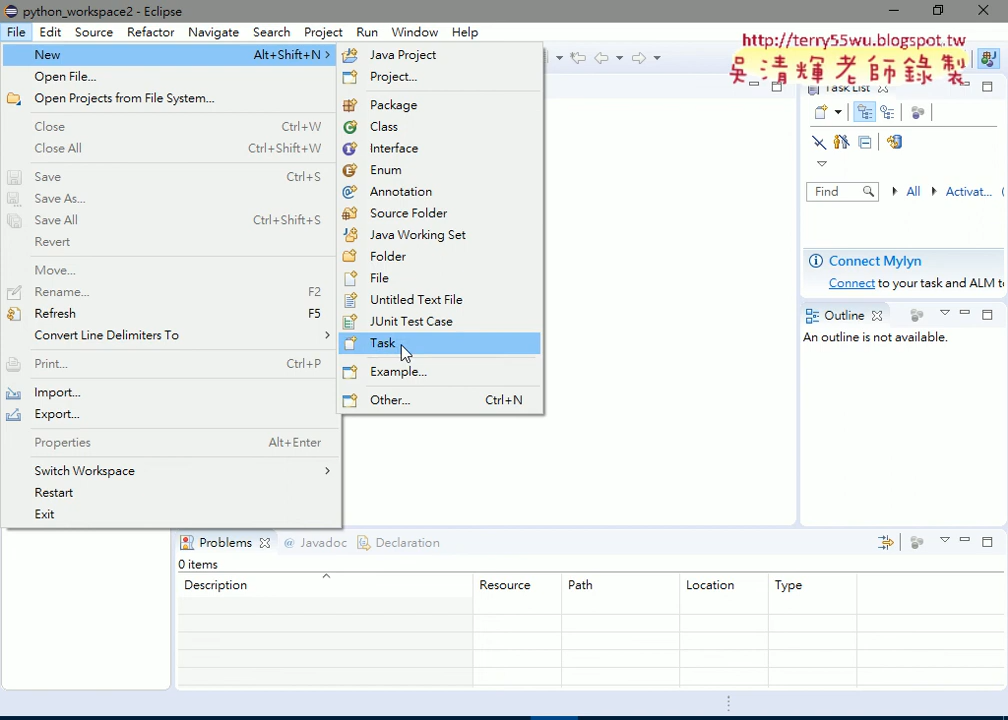 python_workspace2 - Eclipse
File Edit Source Refactor Navigate Search Project Run Window Help
http://terry55wu.blogspot.tw
吳清輝老師錄製
New Alt+Shift+N
Open File...
Open Projects from File System...
Close Ctrl+W
Close All Ctrl+Shift+W
Save Ctrl+S
Save As...
Save All Ctrl+Shift+S
Revert
Move...
Rename... F2
Refresh F5
Convert Line Delimiters To
Print... Ctrl+P
Import...
Export...
Properties Alt+Enter
Switch Workspace
Restart
Exit
Java Project
Project...
Package
Class
Interface
Enum
Annotation
Source Folder
Java Working Set
Folder
File
Untitled Text File
JUnit Test Case
Task
Example...
Other... Ctrl+N
Task List
Find All Activat...
Connect Mylyn
Connect to your task and ALM to
Outline
An outline is not available.
Problems Javadoc Declaration
0 items
Description Resource Path Location Type